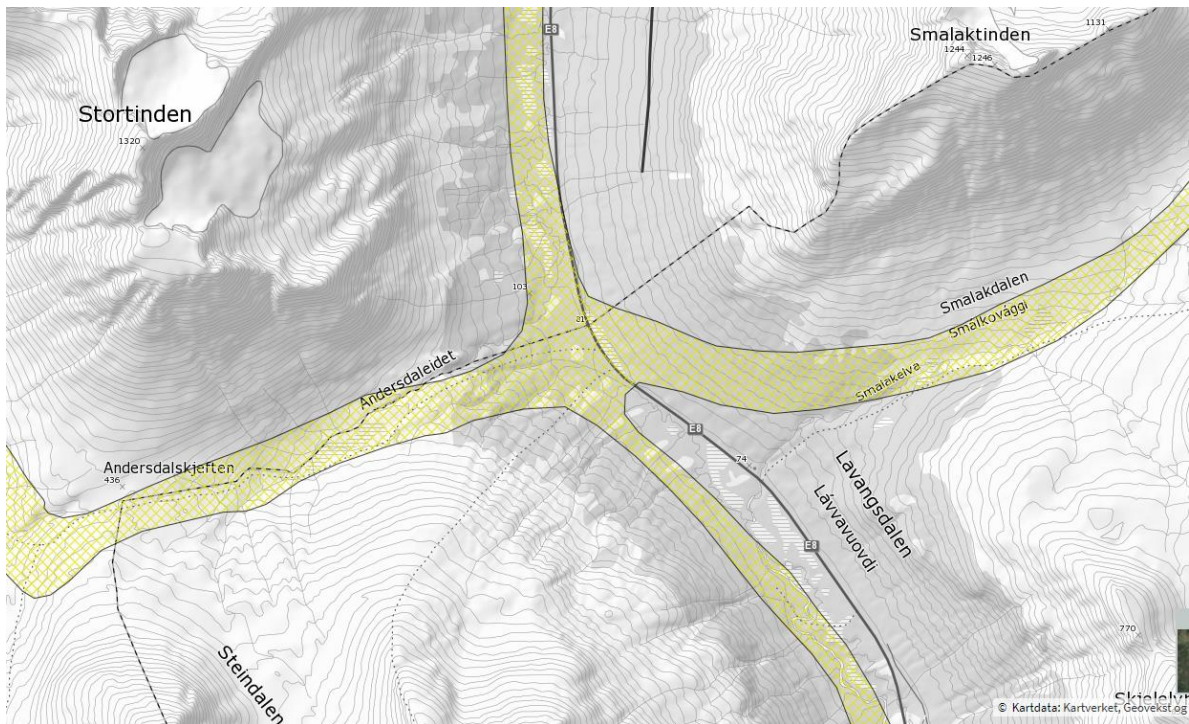 E8
1131
Smalaktinden
1244
1246
Stortinden
1320
Smalakdalen
Smalkovággi
103
81
Andersdaleidet
Smalakelva
E8
74
Lavangsdalen
Lávvavuovdi
Andersdalskjeften
436
E8
770
Steindalen
© Kartdata: Kartverket, Geovekst og